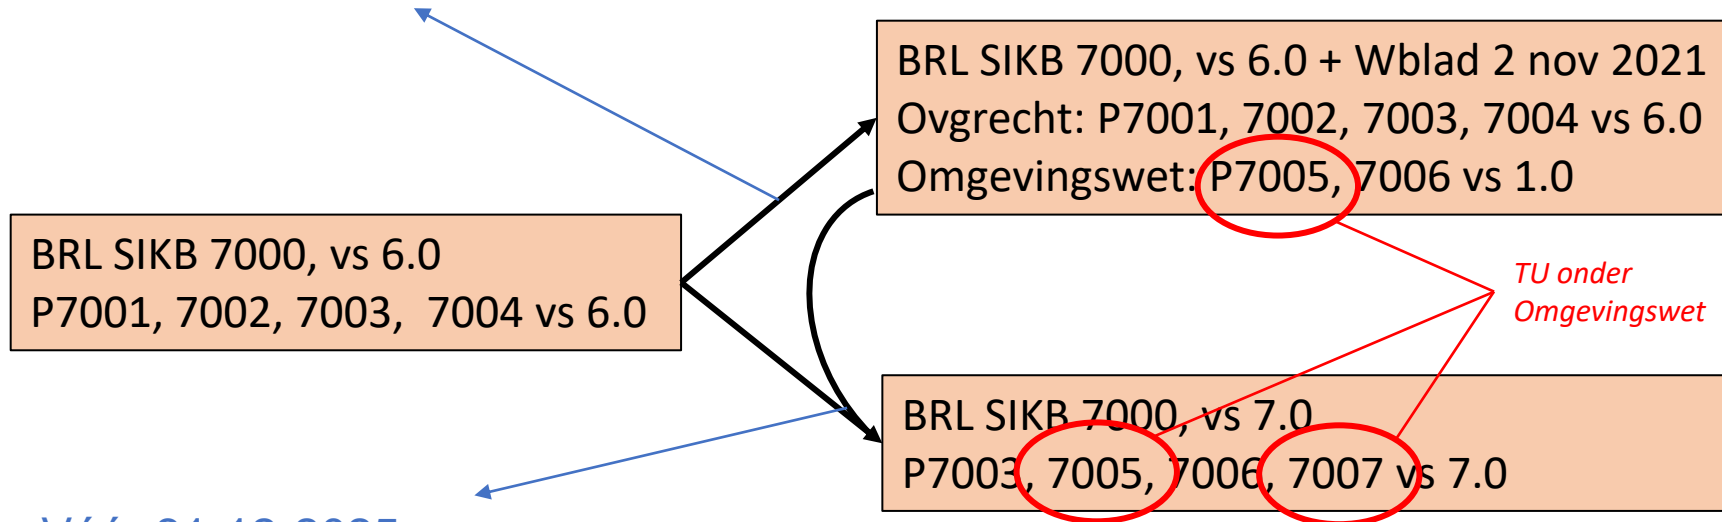 BRL SIKB 7000, vs 6.0 + Wblad 2 nov 2021
Ovgrecht: P7001, 7002, 7003, 7004 vs 6.0
Omgevingswet: P7005, 7006 vs 1.0
BRL SIKB 7000, vs 6.0
P7001, 7002, 7003, 7004 vs 6.0
TU onder
Omgevingswet
BRL SIKB 7000, vs 7.0
P7003, 7005, 7006, 7007 vs 7.0